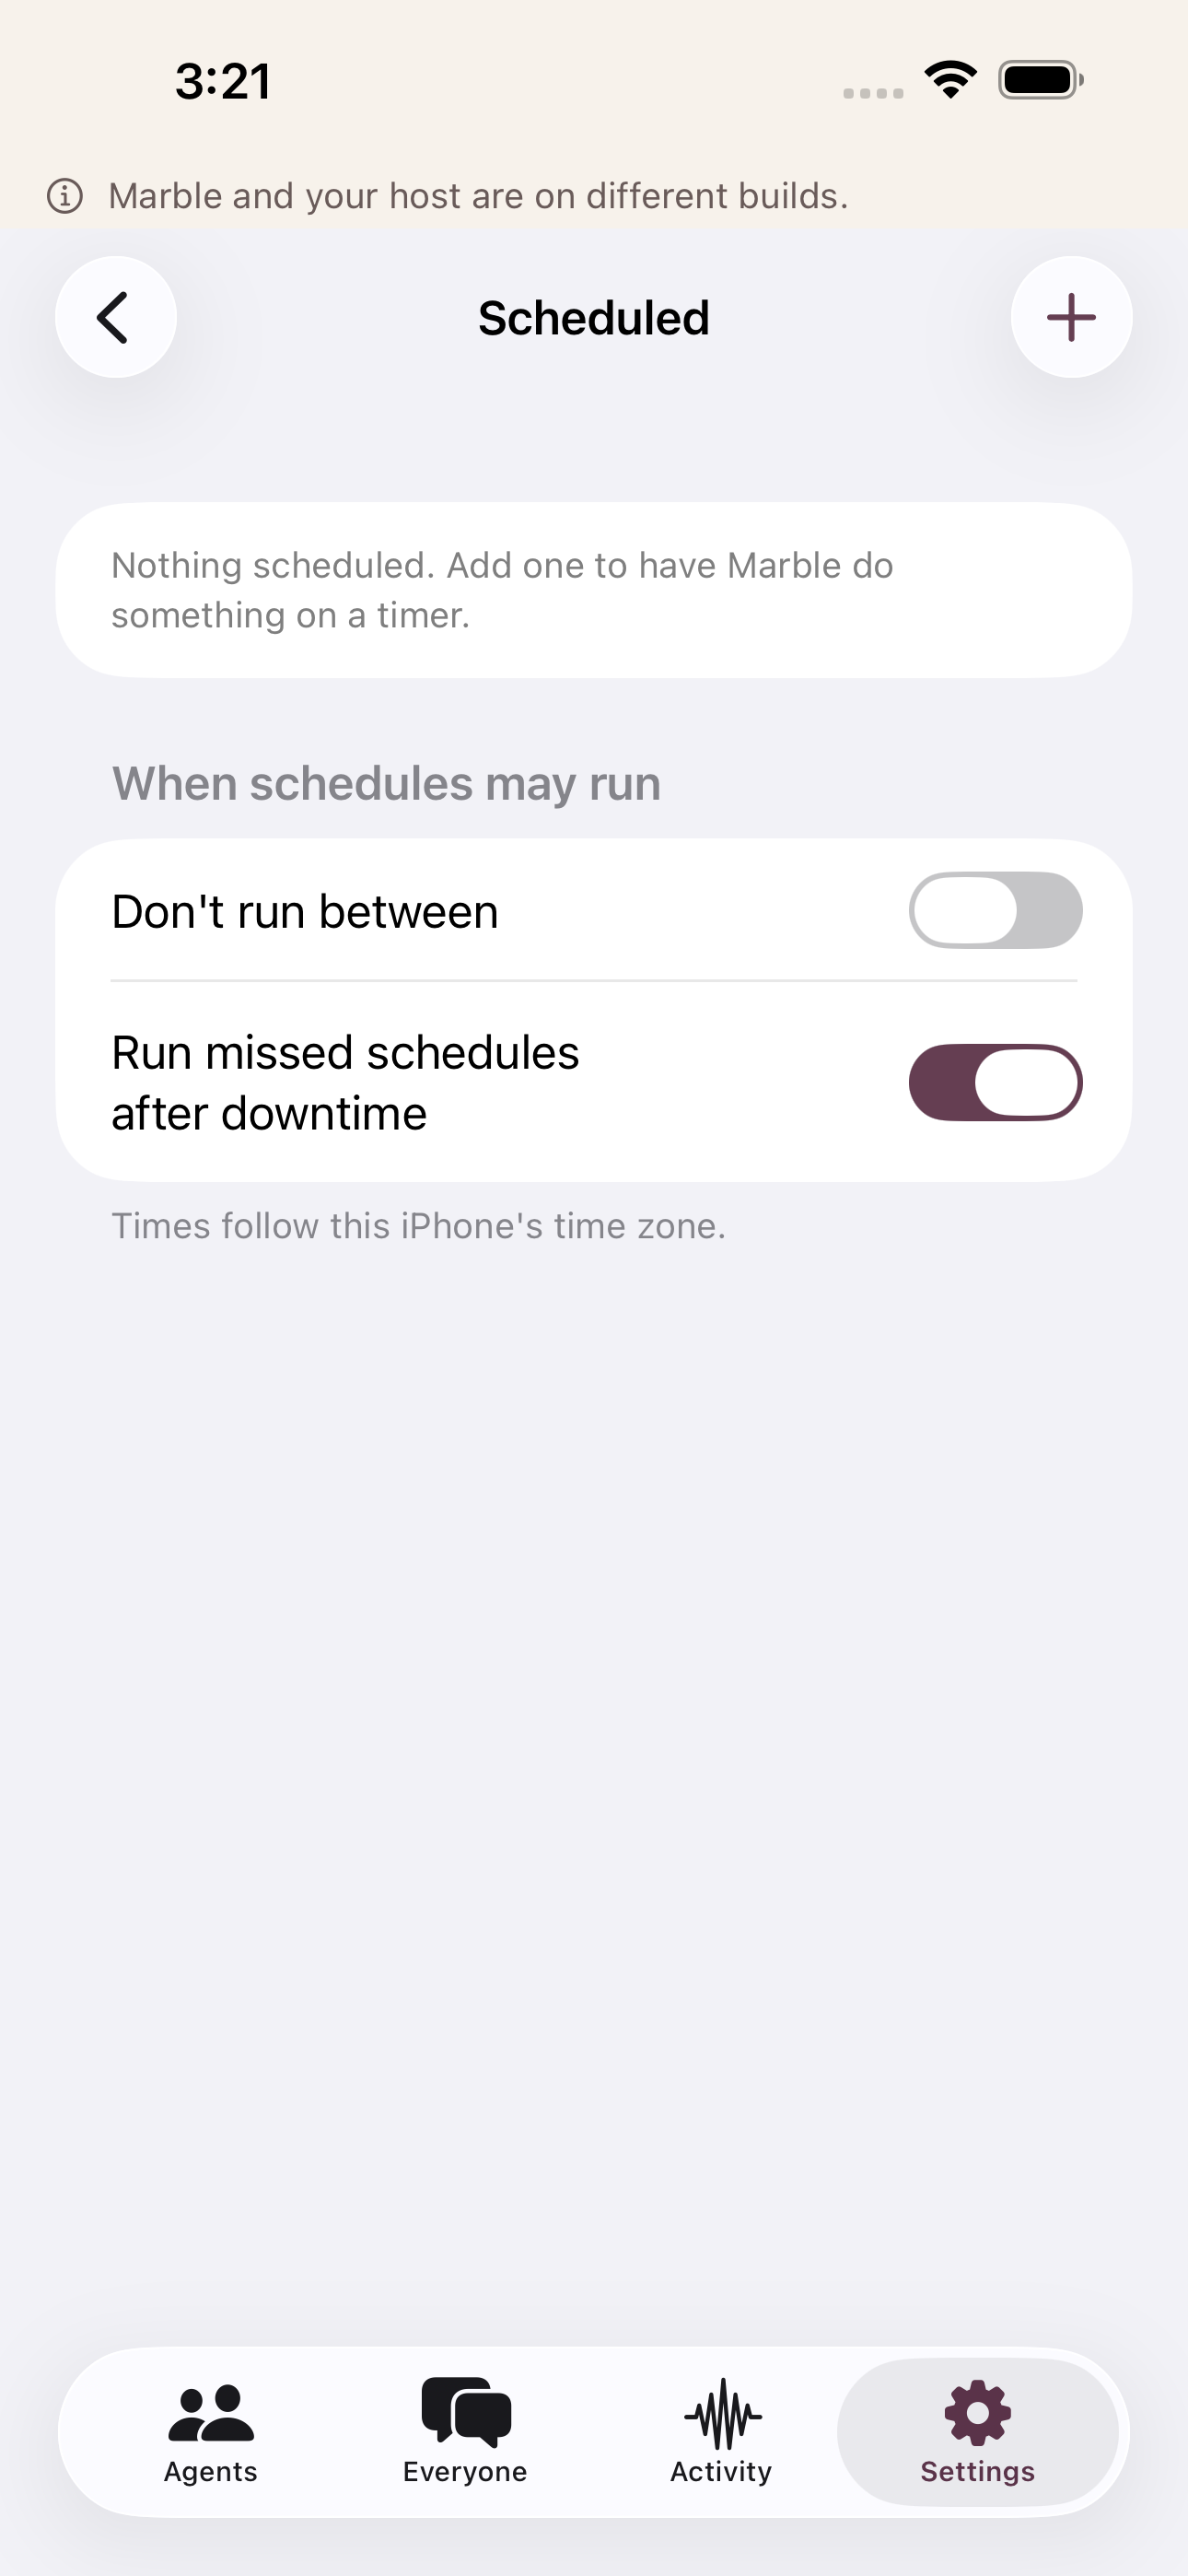 3:21
Marble and your host are on different builds.
Scheduled
Nothing scheduled. Add one to have Marble do
something on a timer.
When schedules may run
Don't run between
Run missed schedules
after downtime
Times follow this iPhone's time zone.
Agents
Everyone
Activity
Settings